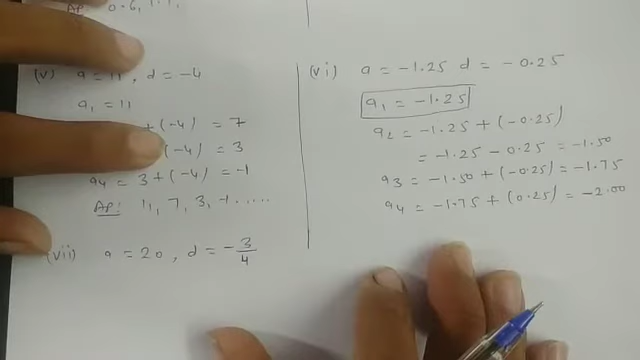 AP 0.6, 1.7,
(v) a = 11, d = -4
a₁ = 11
+(-4) = 7
(-4) = 3
a₄ = 3+(-4) = -1
AP: 11, 7, 3, -1 .....
(vi) a = -1.25 d = -0.25
a₁ = -1.25
a₂ = -1.25 + (-0.25)
= -1.25 - 0.25 = -1.50
a₃ = -1.50 + (-0.25) = -1.75
a₄ = -1.75 + (0.25) = -2.00
(vii) a = 20, d = -3/4